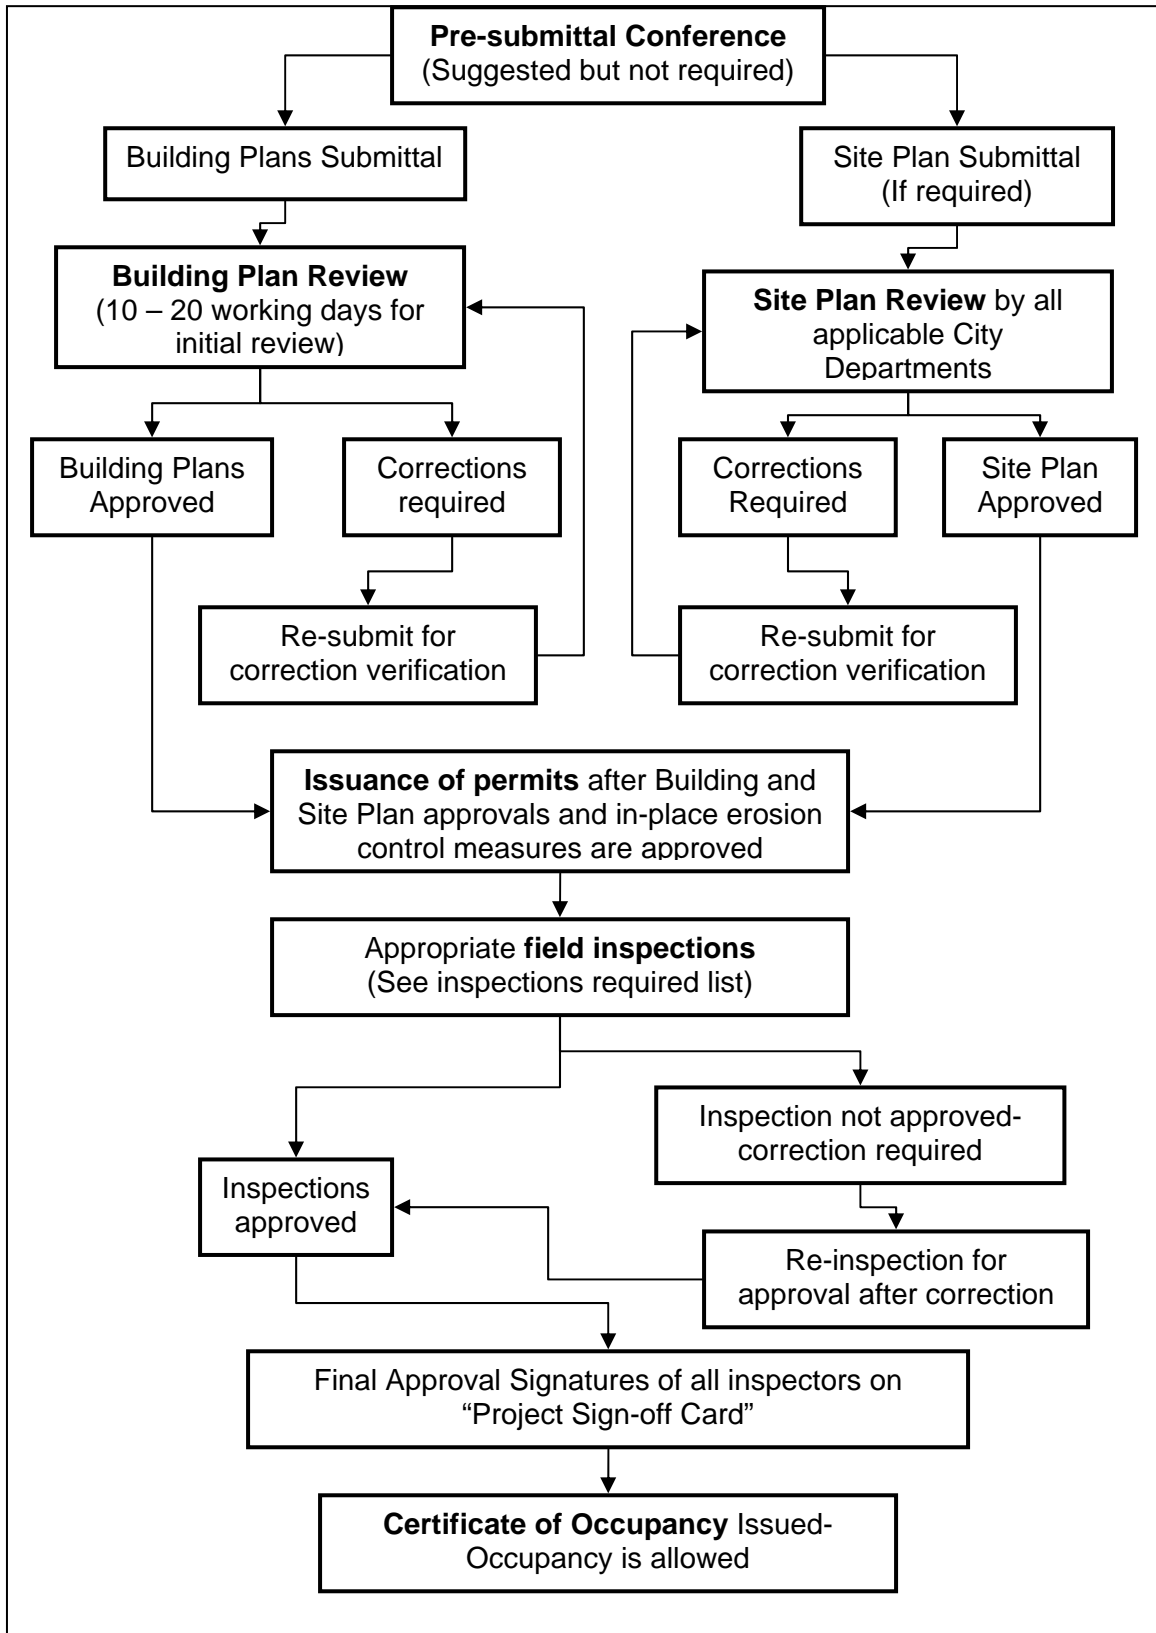 Pre-submittal Conference
(Suggested but not required)
Building Plans Submittal
Site Plan Submittal
(If required)
Building Plan Review
(10 – 20 working days for
initial review)
Site Plan Review by all
applicable City
Departments
Building Plans
Approved
Corrections
required
Corrections
Required
Site Plan
Approved
Re-submit for
correction verification
Re-submit for
correction verification
Issuance of permits after Building and
Site Plan approvals and in-place erosion
control measures are approved
Appropriate field inspections
(See inspections required list)
Inspection not approved-
correction required
Inspections
approved
Re-inspection for
approval after correction
Final Approval Signatures of all inspectors on
“Project Sign-off Card”
Certificate of Occupancy Issued-
Occupancy is allowed